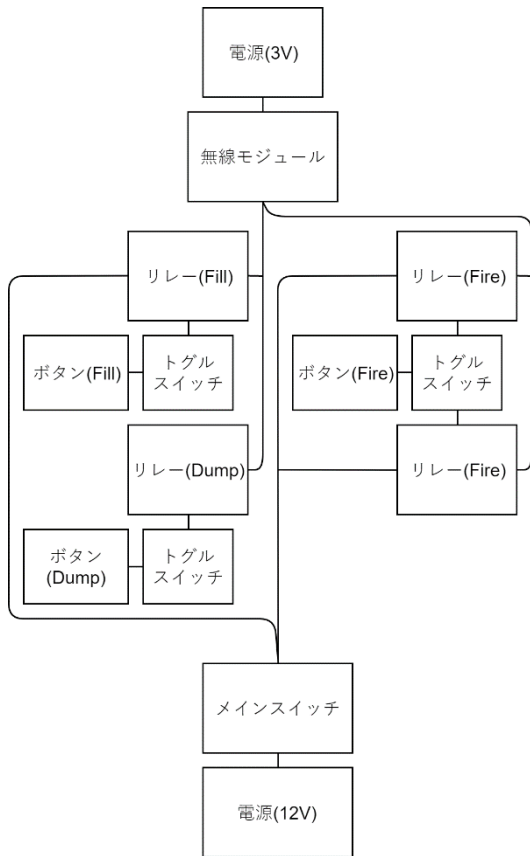 電源(3V)
無線モジュール
リレー(Fill)
リレー(Fire)
ボタン(Fill)
トグル
スイッチ
ボタン(Fire)
トグル
スイッチ
リレー(Dump)
リレー(Fire)
ボタン
(Dump)
トグル
スイッチ
メインスイッチ
電源(12V)